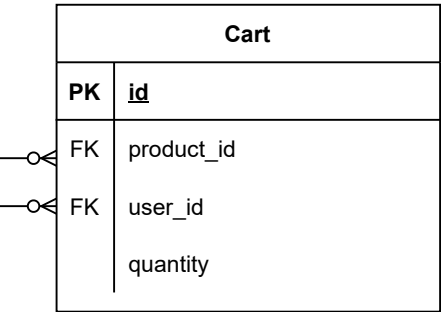 Cart
PK id
FK product_id
FK user_id
quantity